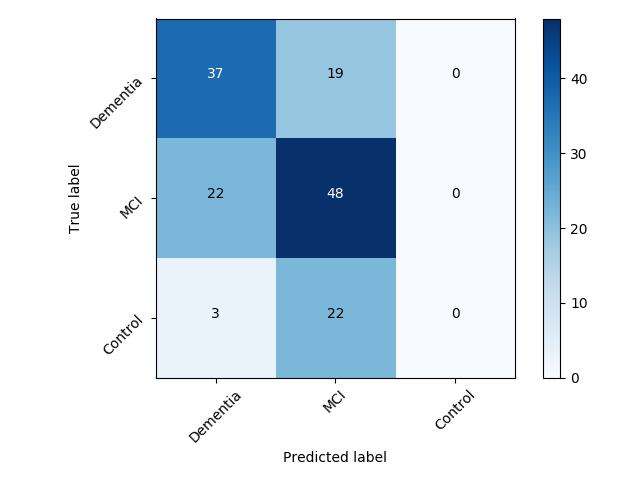 True label
Dementia
37 19 0
MCI
22 48 0
Control
3 22 0
Dementia MCI Control
Predicted label
40
30
20
10
0